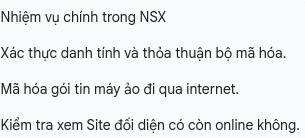 Nhiệm vụ chính trong NSX
Xác thực danh tính và thỏa thuận bộ mã hóa.
Mã hóa gói tin máy ảo đi qua internet.
Kiểm tra xem Site đối diện có còn online không.